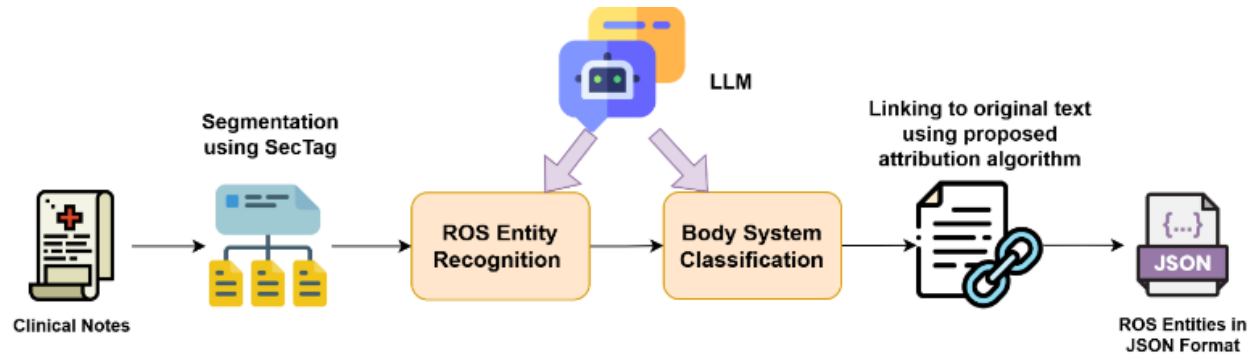 LLM
Segmentation
using SecTag
Linking to original text
using proposed
attribution algorithm
ROS Entity
Recognition
Body System
Classification
{...}
JSON
Clinical Notes
ROS Entities in
JSON Format